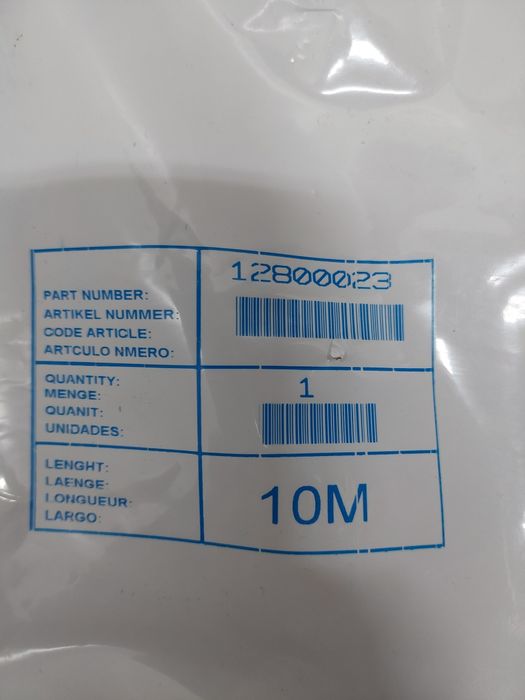 PART NUMBER:
ARTIKEL NUMMER:
CODE ARTICLE:
ARTCULO NMERO:
12800023
QUANTITY:
MENGE:
QUANIT:
UNIDADES:
1
LENGHT:
LAENGE:
LONGUEUR:
LARGO:
10M